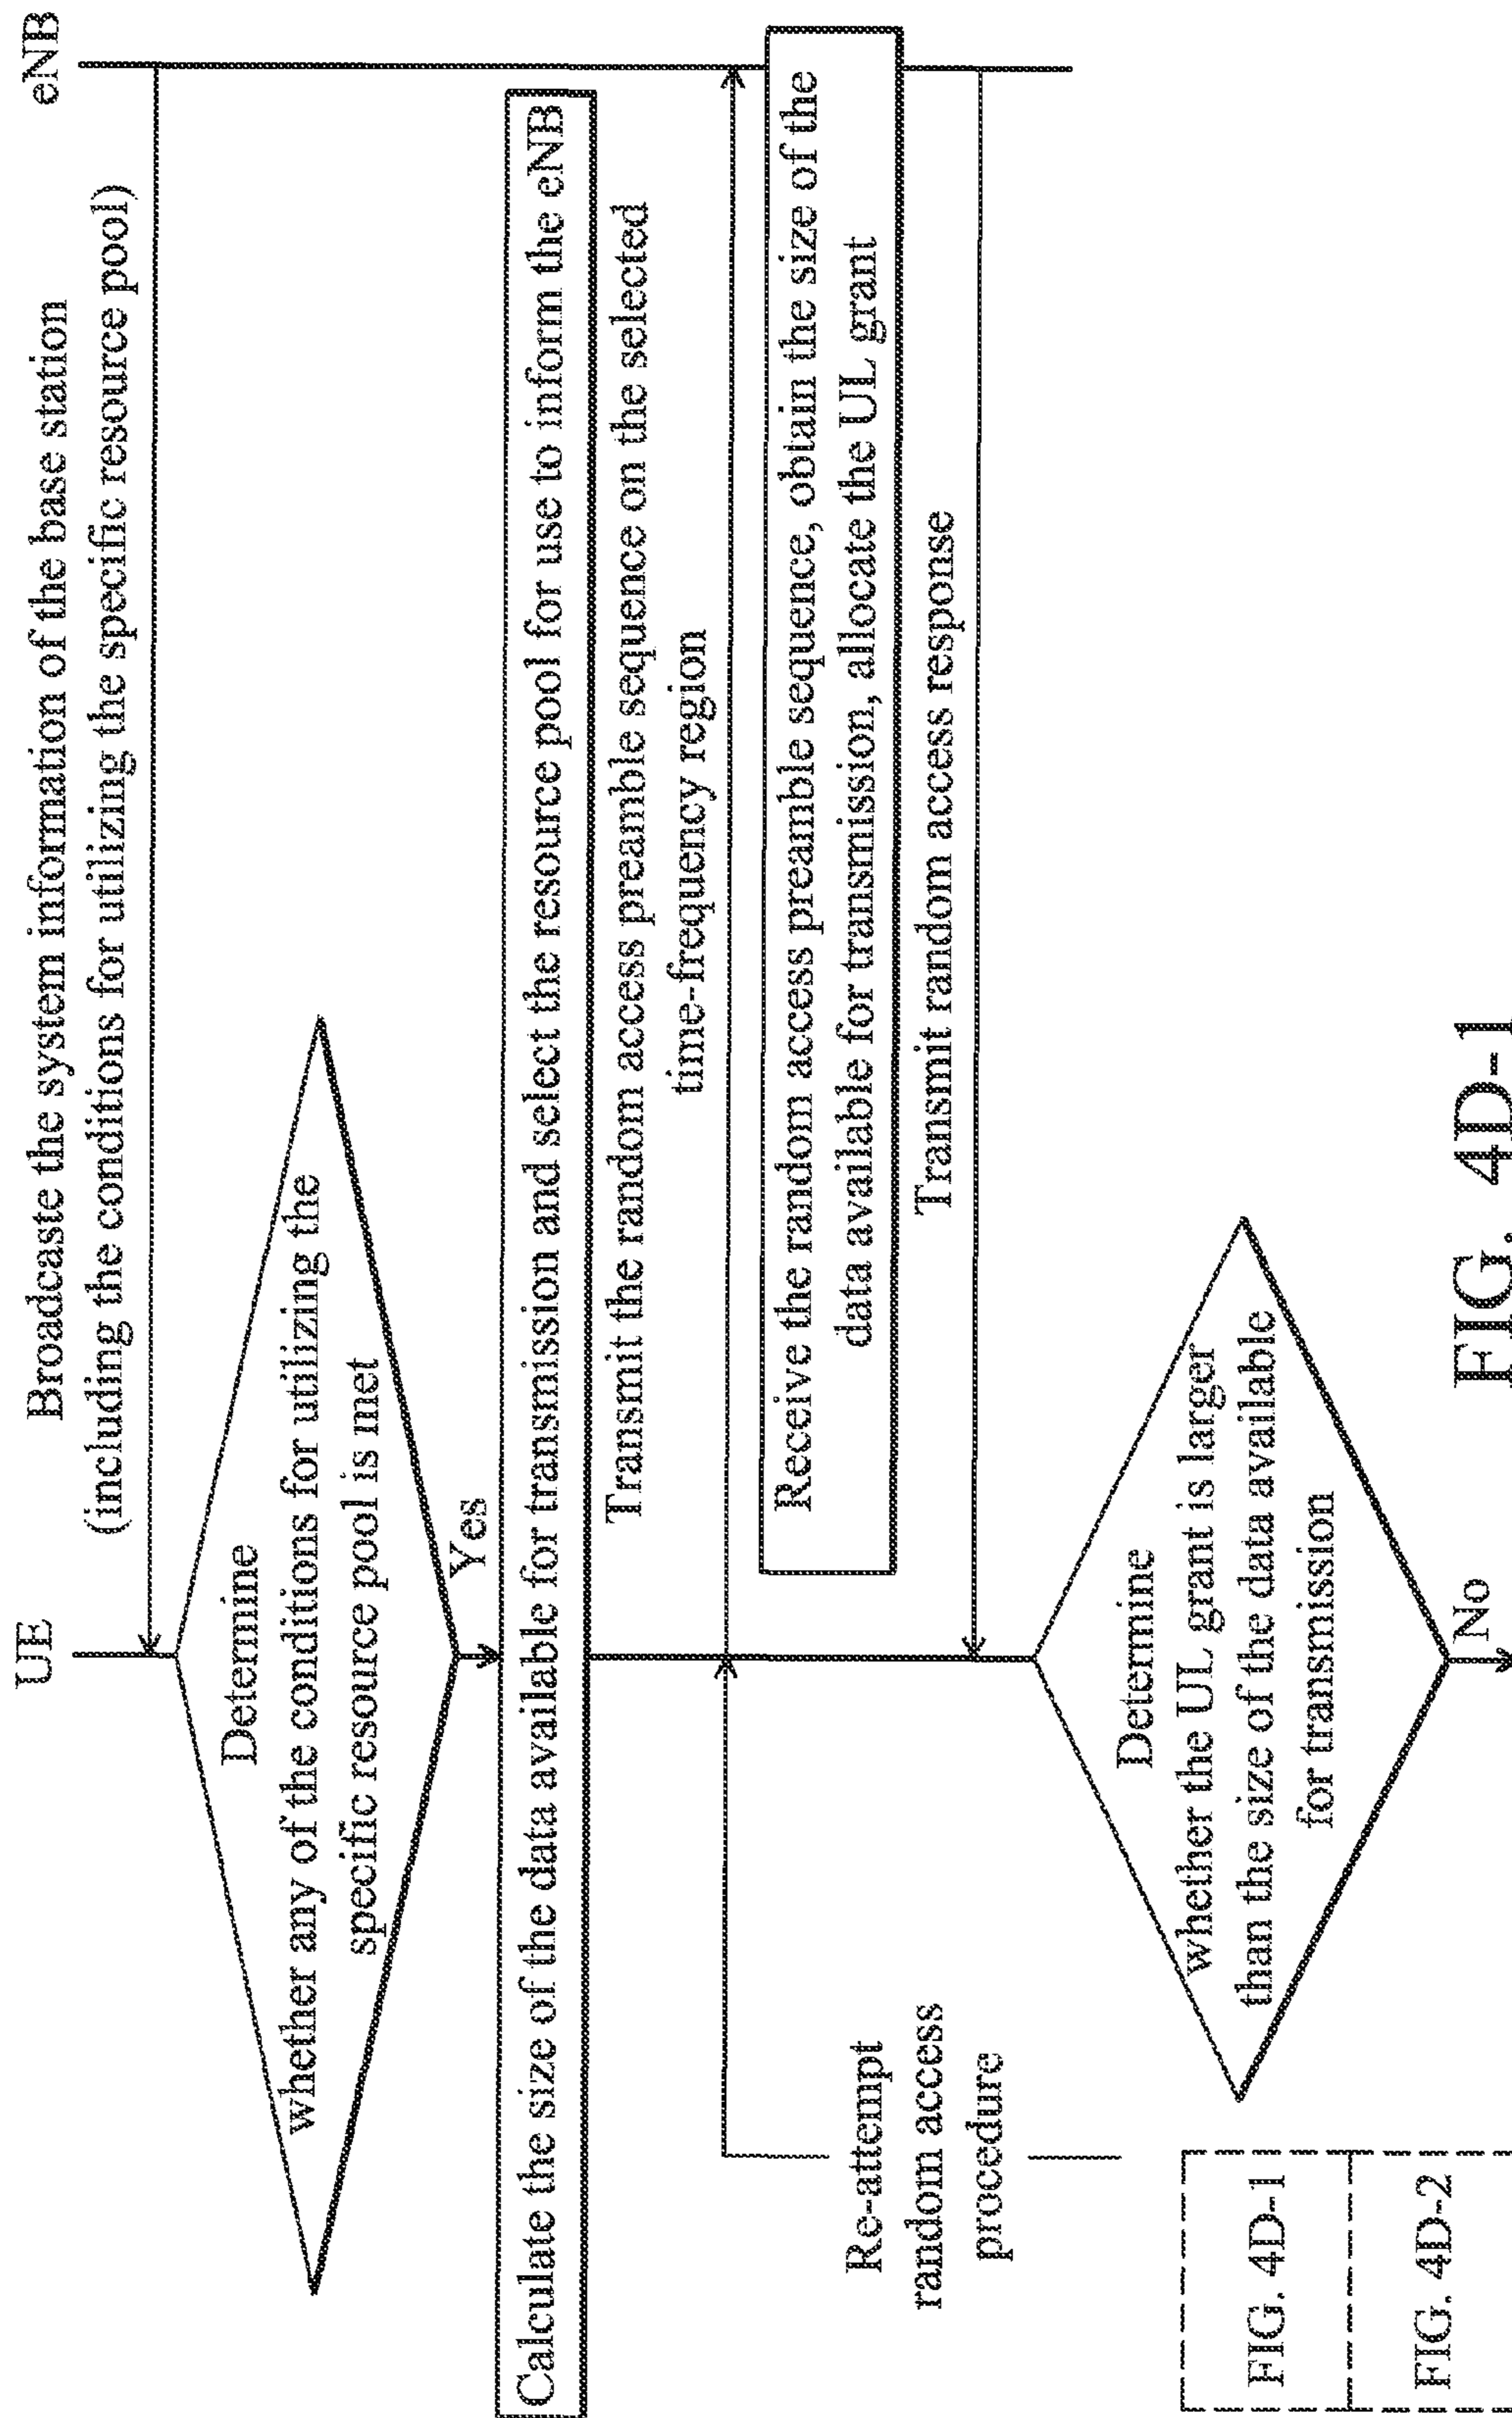 UE
eNB
Broadcaste the system information of the base station
(including the conditions for utilizing the specific resource pool)
Determine
whether any of the conditions for utilizing the
specific resource pool is met
Yes
Calculate the size of the data available for transmission and select the resource pool for use to inform the eNB
Transmit the random access preamble sequence on the selected
time-frequency region
Receive the random access preamble sequence, obtain the size of the
data available for transmission, allocate the UL grant
Transmit random access response
Re-attempt
random access
procedure
Determine
whether the UL grant is larger
than the size of the data available
for transmission
No
FIG. 4D-1
FIG. 4D-2
FIG. 4D-1